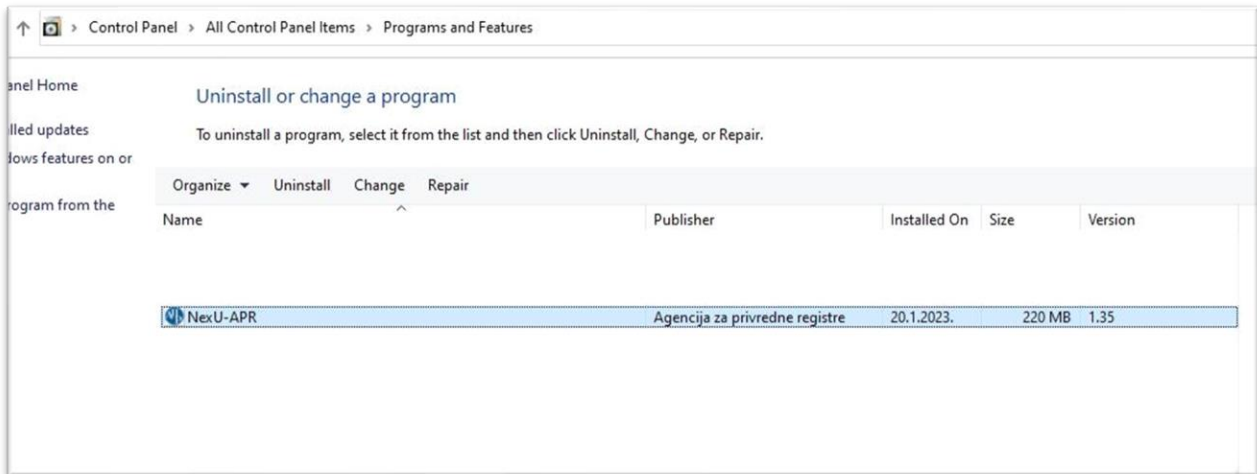 Control Panel > All Control Panel Items > Programs and Features
anel Home
Uninstall or change a program
lled updates
To uninstall a program, select it from the list and then click Uninstall, Change, or Repair.
dows features on or
Organize Uninstall Change Repair
rogram from the
Name Publisher Installed On Size Version
NexU-APR Agencija za privredne registre 20.1.2023. 220 MB 1.35